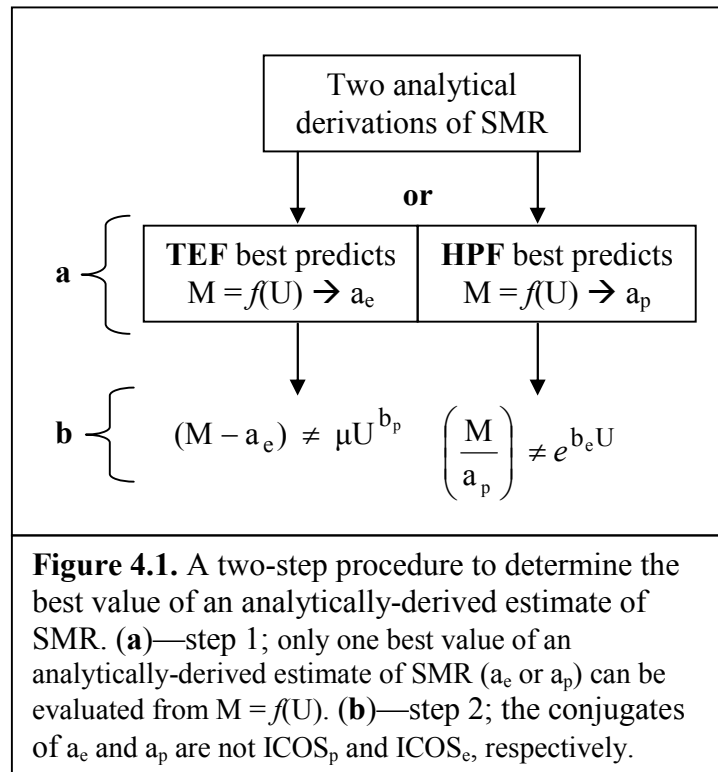 Two analytical
derivations of SMR
or
a
TEF best predicts
M = f(U) → aₑ
HPF best predicts
M = f(U) → aₚ
b
(M – aₑ) ≠ μU^bₚ
(M/aₚ) ≠ e^bₑU
Figure 4.1. A two-step procedure to determine the
best value of an analytically-derived estimate of
SMR. (a)—step 1; only one best value of an
analytically-derived estimate of SMR (aₑ or aₚ) can be
evaluated from M = f(U). (b)—step 2; the conjugates
of aₑ and aₚ are not ICOSₚ and ICOSₑ, respectively.